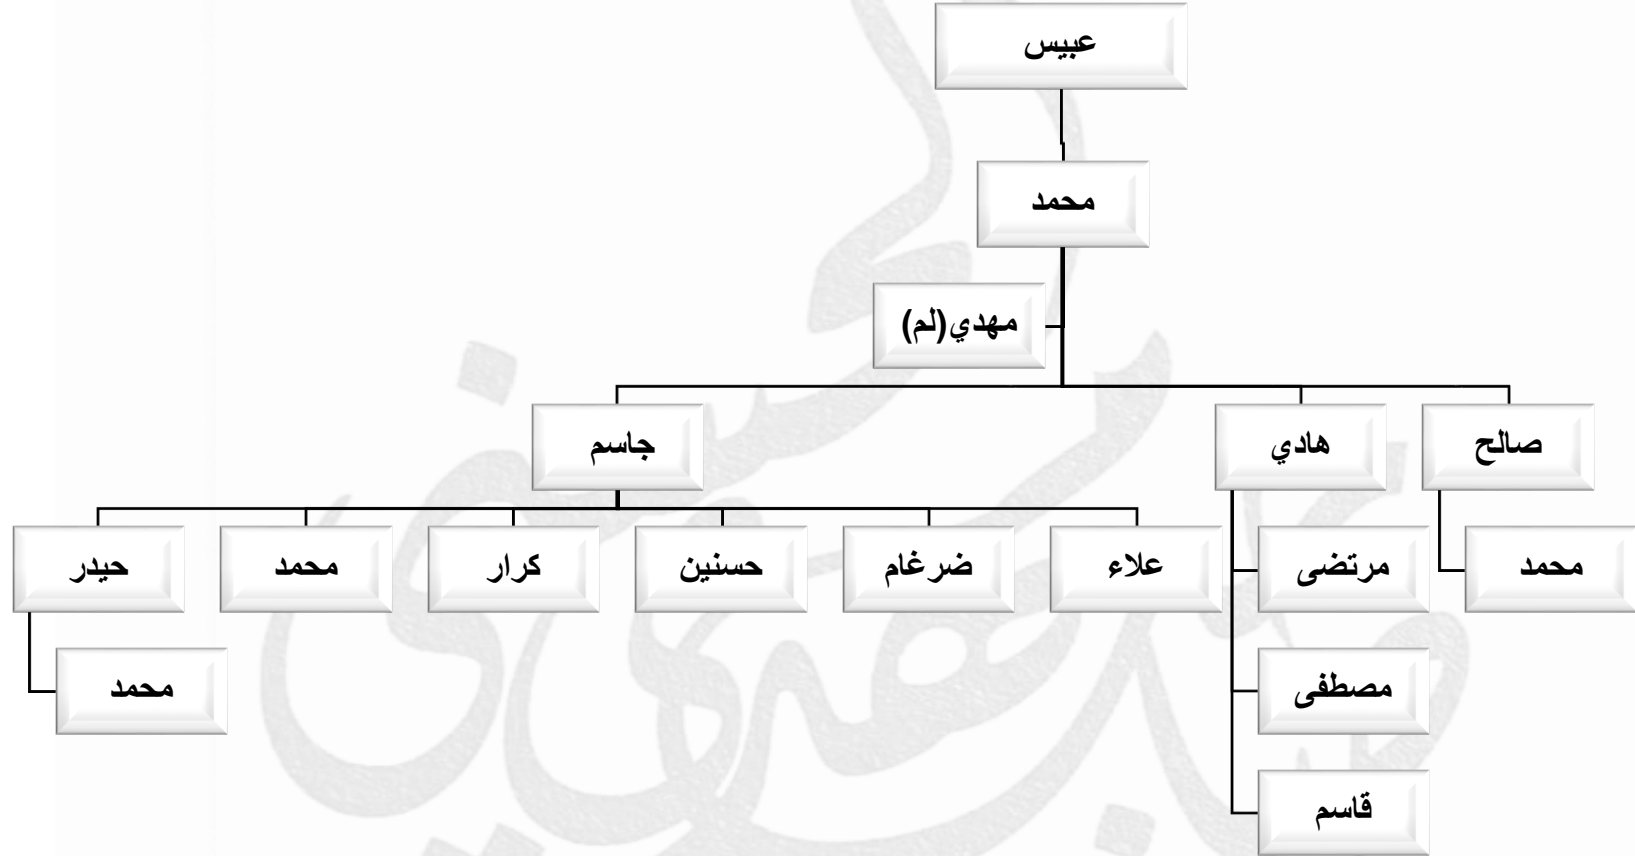 عبيس
محمد
مهدي(لم)
صالح
هادي
جاسم
محمد
مرتضى
علاء
ضرغام
حسنين
كرار
محمد
حيدر
مصطفى
محمد
قاسم